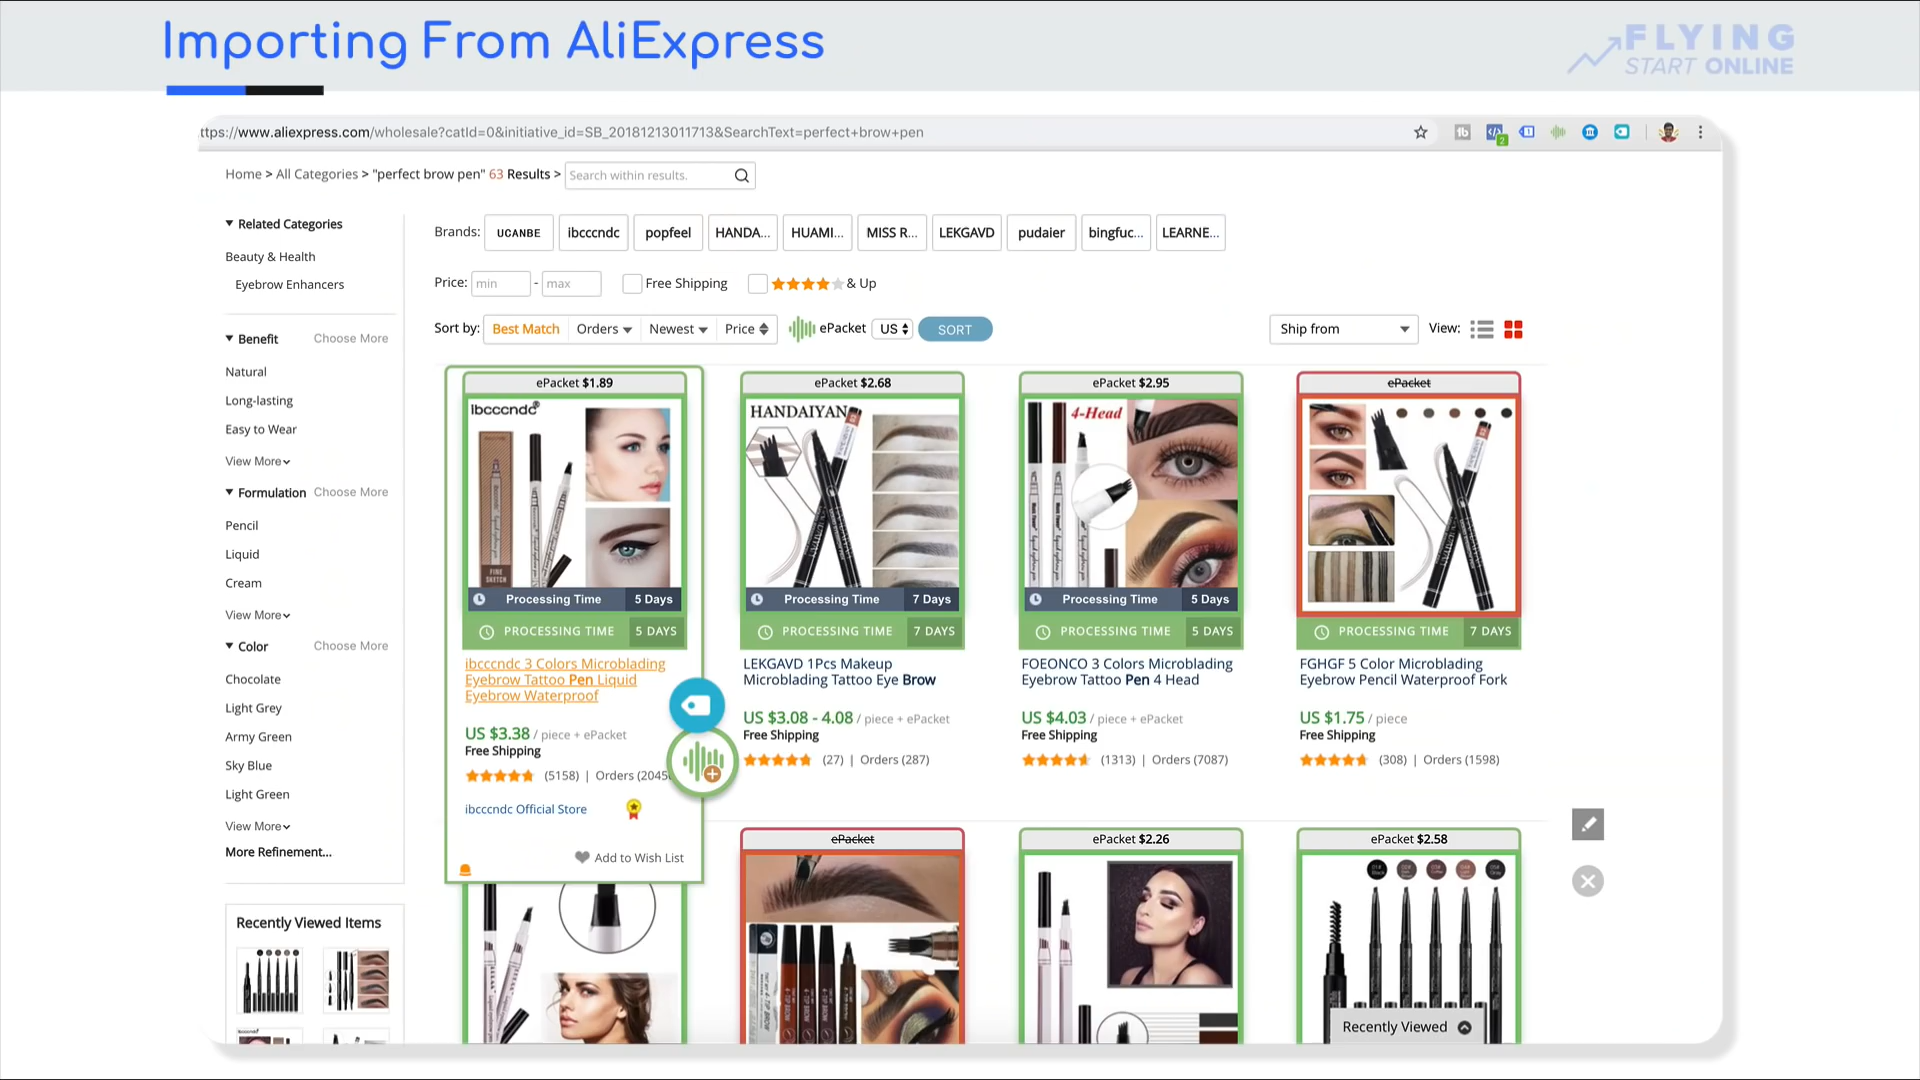 Importing From AliExpress
FLYING
START ONLINE
ttps://www.aliexpress.com/wholesale?catId=0&initiative_id=SB_20181213011713&SearchText=perfect+brow+pen
Home > All Categories > "perfect brow pen" 63 Results >
Search within results.
Related Categories
Beauty & Health
Eyebrow Enhancers
Benefit Choose More
Natural
Long-lasting
Easy to Wear
View More
Formulation Choose More
Pencil
Liquid
Cream
View More
Color Choose More
Chocolate
Light Grey
Army Green
Sky Blue
Light Green
View More
More Refinement...
Recently Viewed Items
Brands: UCANBE ibcccndc popfeel HANDA... HUAMI... MISS R... LEKGAVD pudaier bingfuc... LEARNE...
Price: min - max Free Shipping & Up
Sort by: Best Match Orders Newest Price ePacket US SORT
Ship from View:
ePacket $1.89
ibcccndc®
FINE
SKETCH
Processing Time 5 Days
PROCESSING TIME 5 DAYS
ibcccndc 3 Colors Microblading
Eyebrow Tattoo Pen Liquid
Eyebrow Waterproof
US $3.38 / piece + ePacket
Free Shipping
(5158) | Orders (2045
ibcccndc Official Store
Add to Wish List
ePacket $2.68
HANDAIYAN
Processing Time 7 Days
PROCESSING TIME 7 DAYS
LEKGAVD 1Pcs Makeup
Microblading Tattoo Eye Brow
US $3.08 - 4.08 / piece + ePacket
Free Shipping
(27) | Orders (287)
ePacket $2.95
4-Head
Processing Time 5 Days
PROCESSING TIME 5 DAYS
FOEONCO 3 Colors Microblading
Eyebrow Tattoo Pen 4 Head
US $4.03 / piece + ePacket
Free Shipping
(1313) | Orders (7087)
ePacket
PROCESSING TIME 7 DAYS
FGHGF 5 Color Microblading
Eyebrow Pencil Waterproof Fork
US $1.75 / piece
Free Shipping
(308) | Orders (1598)
ePacket
ePacket $2.26
ePacket $2.58
Recently Viewed